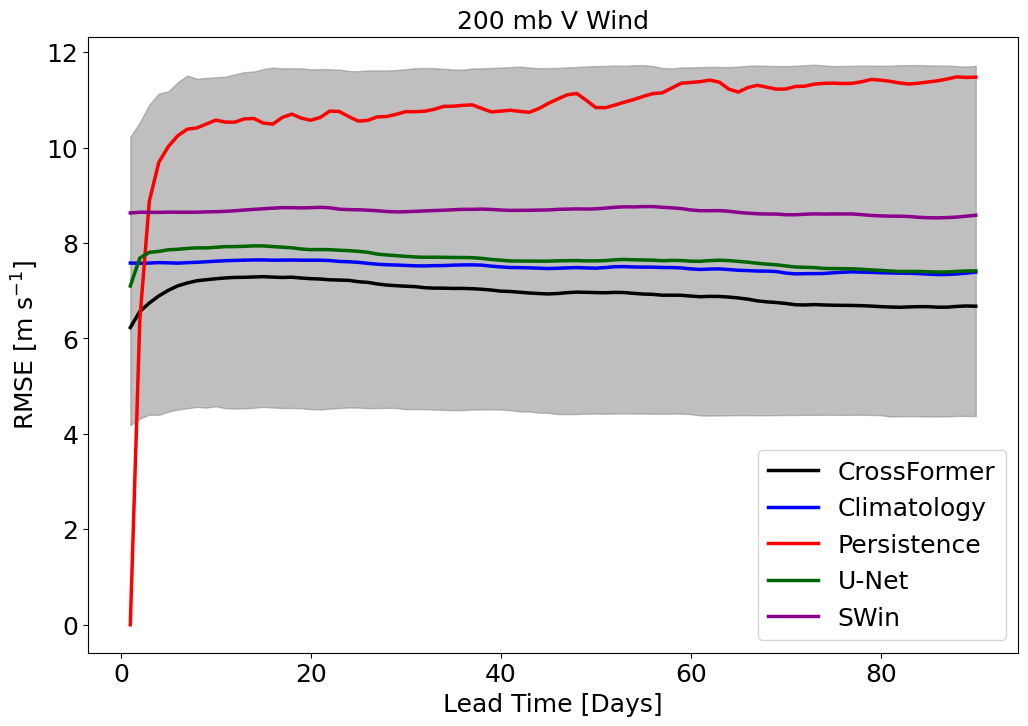 200 mb V Wind
RMSE [m s⁻¹]
12
10
8
6
4
2
0
0 20 40 60 80
Lead Time [Days]
CrossFormer
Climatology
Persistence
U-Net
SWin